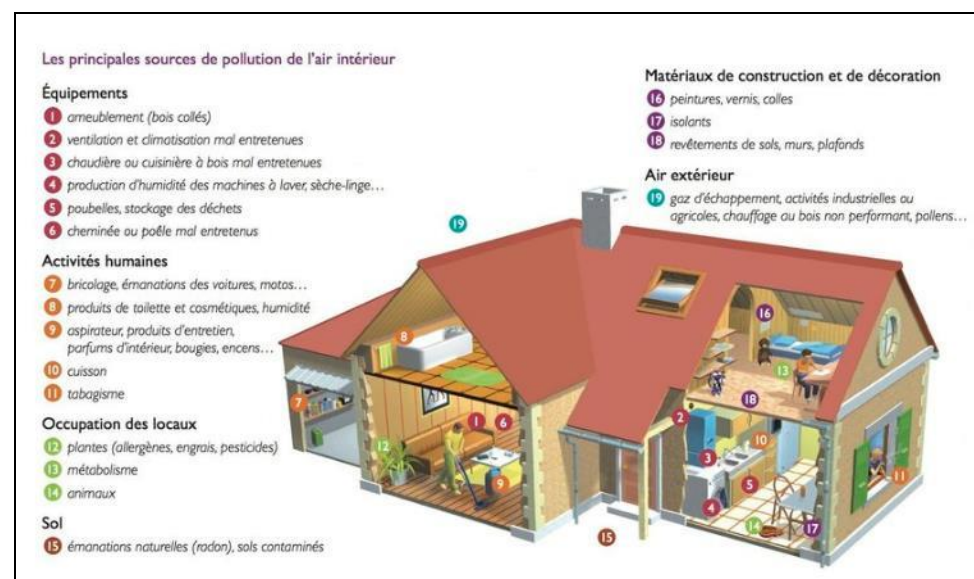 Les principales sources de pollution de l'air intérieur
Équipements
1 ameublement (bois collés)
2 ventilation et climatisation mal entretenues
3 chaudière ou cuisinière à bois mal entretenues
4 production d'humidité des machines à laver, sèche-linge…
5 poubelles, stockage des déchets
6 cheminée ou poêle mal entretenus
Activités humaines
7 bricolage, émanations des voitures, motos…
8 produits de toilette et cosmétiques, humidité
9 aspirateur, produits d'entretien,
parfums d'intérieur, bougies, encens…
10 cuisson
11 tabagisme
Occupation des locaux
12 plantes (allergènes, engrais, pesticides)
13 métabolisme
14 animaux
Sol
15 émanations naturelles (radon), sols contaminés
Matériaux de construction et de décoration
16 peintures, vernis, colles
17 isolants
18 revêtements de sols, murs, plafonds
Air extérieur
19 gaz d'échappement, activités industrielles ou
agricoles, chauffage au bois non performant, pollens…
19
8
16
13
7
18
2
1
6
12
10
3
11
9
5
4
14
17
15